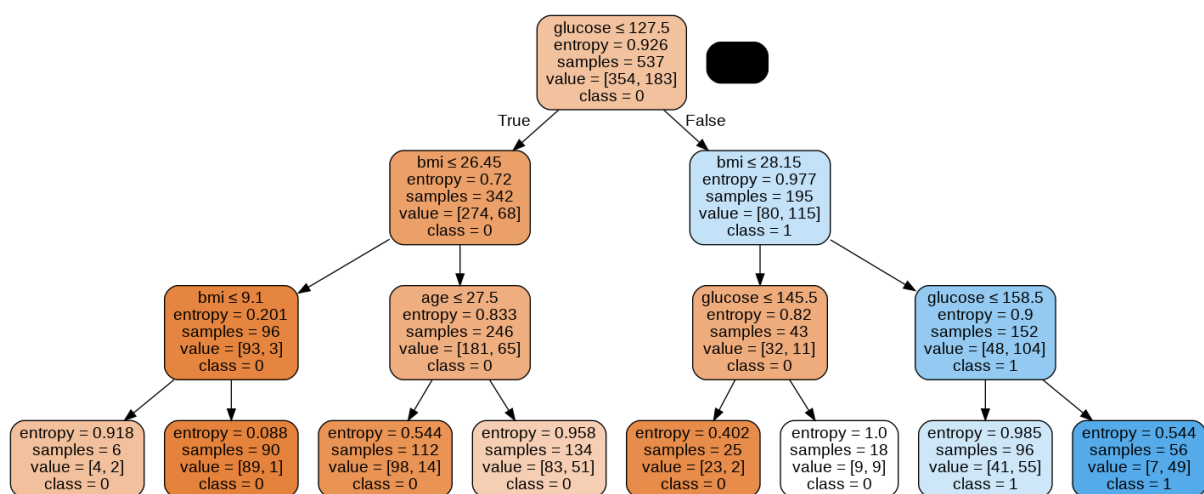 glucose ≤ 127.5
entropy = 0.926
samples = 537
value = [354, 183]
class = 0
True
False
bmi ≤ 26.45
entropy = 0.72
samples = 342
value = [274, 68]
class = 0
bmi ≤ 28.15
entropy = 0.977
samples = 195
value = [80, 115]
class = 1
bmi ≤ 9.1
entropy = 0.201
samples = 96
value = [93, 3]
class = 0
age ≤ 27.5
entropy = 0.833
samples = 246
value = [181, 65]
class = 0
glucose ≤ 145.5
entropy = 0.82
samples = 43
value = [32, 11]
class = 0
glucose ≤ 158.5
entropy = 0.9
samples = 152
value = [48, 104]
class = 1
entropy = 0.918
samples = 6
value = [4, 2]
class = 0
entropy = 0.088
samples = 90
value = [89, 1]
class = 0
entropy = 0.544
samples = 112
value = [98, 14]
class = 0
entropy = 0.958
samples = 134
value = [83, 51]
class = 0
entropy = 0.402
samples = 25
value = [23, 2]
class = 0
entropy = 1.0
samples = 18
value = [9, 9]
class = 0
entropy = 0.985
samples = 96
value = [41, 55]
class = 1
entropy = 0.544
samples = 56
value = [7, 49]
class = 1